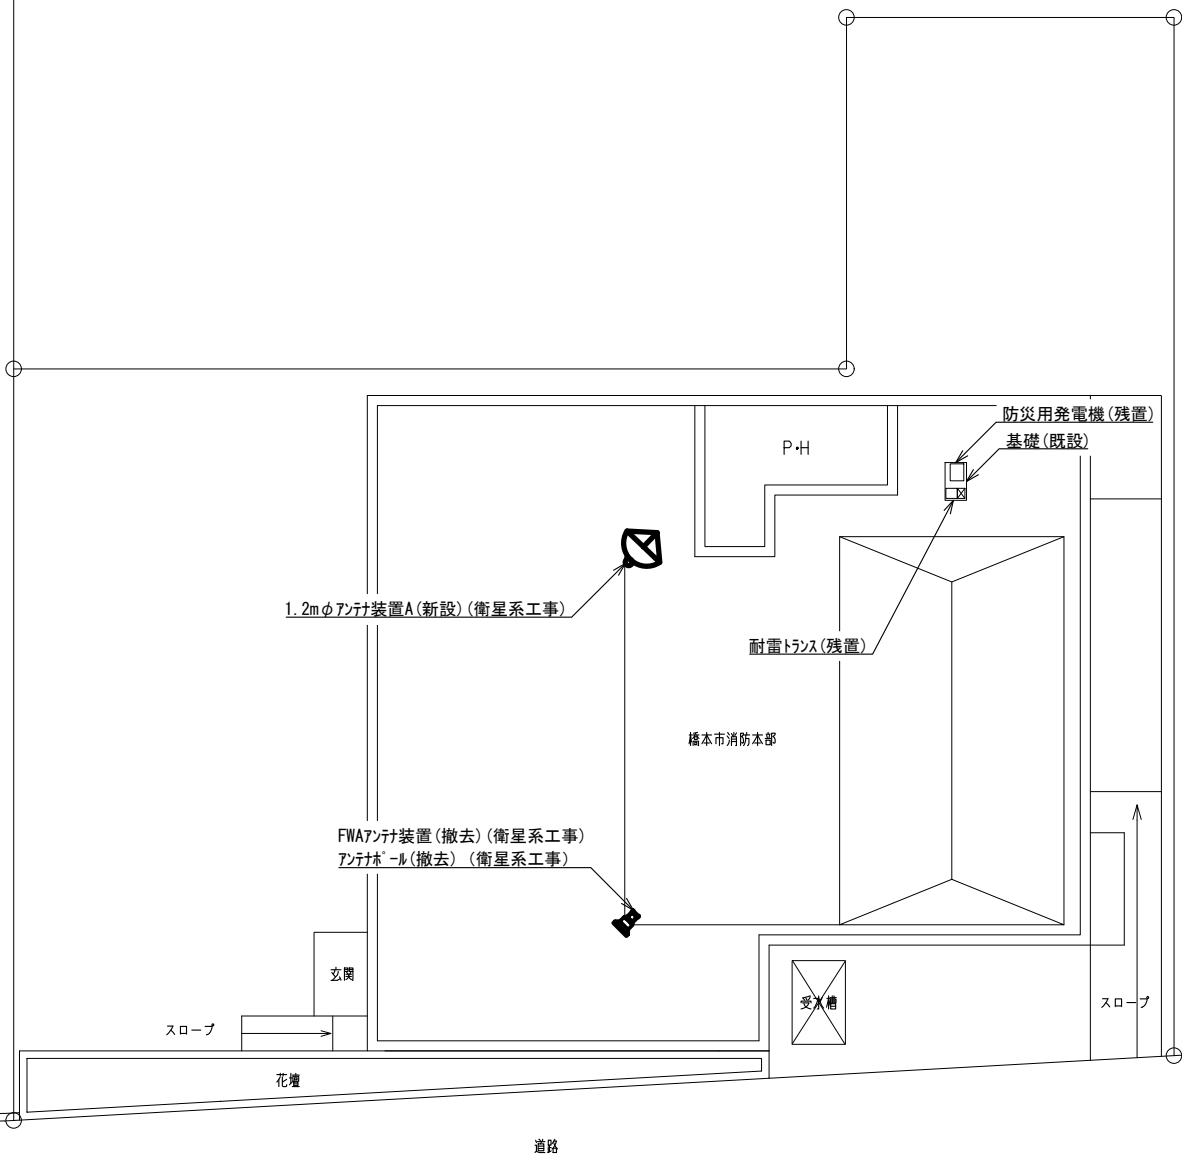 防災用発電機(残置)
基礎(既設)
P・H
1.2mφｱﾝﾃﾅ装置A(新設)(衛星系工事)
耐雷ﾄﾗﾝｽ(残置)
橋本市消防本部
FWAｱﾝﾃﾅ装置(撤去)(衛星系工事)
ｱﾝﾃﾅﾎﾟｰﾙ(撤去) (衛星系工事)
玄関
受水槽
スロープ
スロープ
花壇
道路